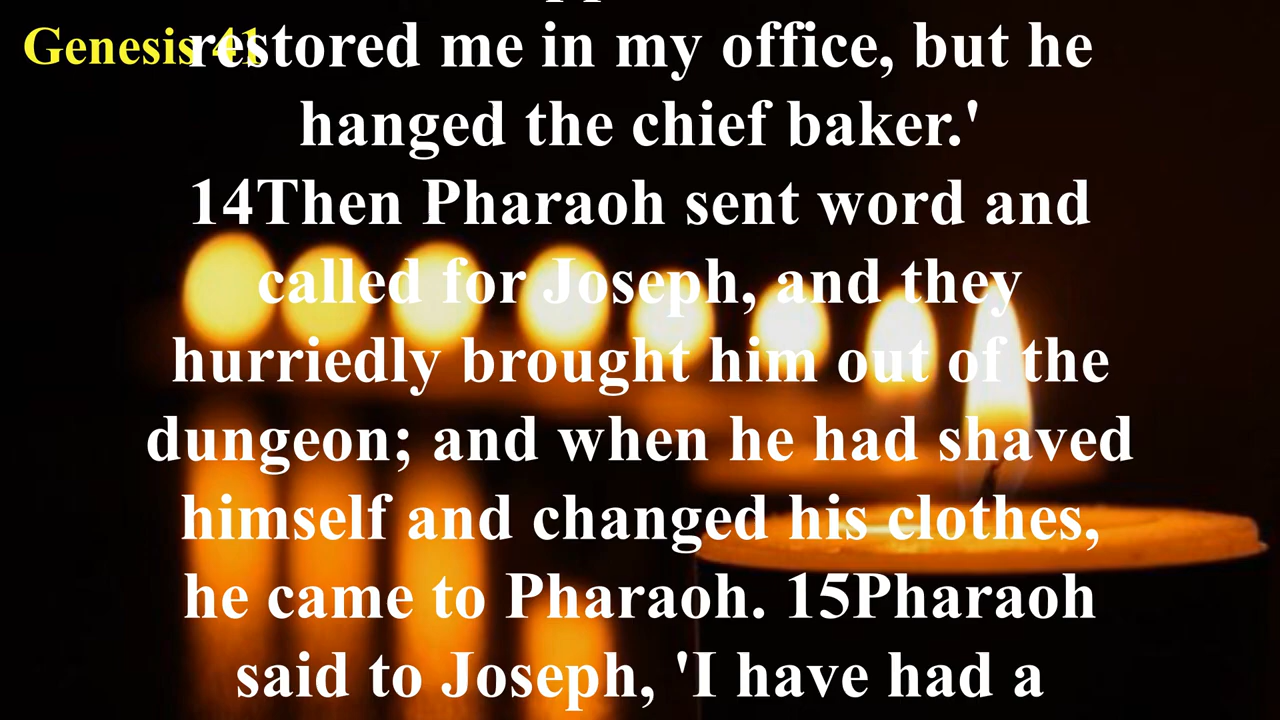 Genesis 41
restored me in my office, but he
hanged the chief baker.'
14Then Pharaoh sent word and
called for Joseph, and they
hurriedly brought him out of the
dungeon; and when he had shaved
himself and changed his clothes,
he came to Pharaoh. 15Pharaoh
said to Joseph, 'I have had a